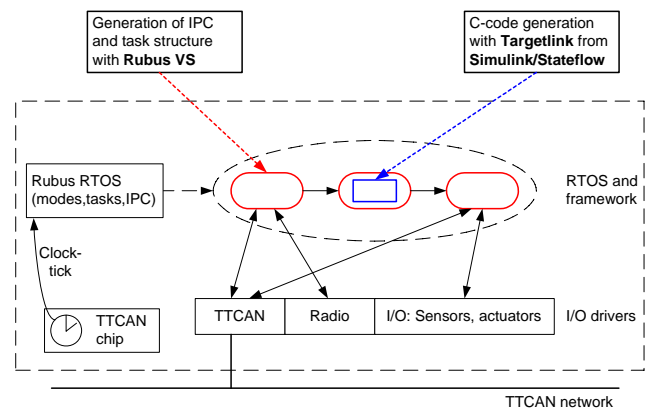 Generation of IPC
and task structure
with Rubus VS
C-code generation
with Targetlink from
Simulink/Stateflow
Rubus RTOS
(modes,tasks,IPC)
RTOS and
framework
Clock-
tick
TTCAN
chip
TTCAN
Radio
I/O: Sensors, actuators
I/O drivers
TTCAN network